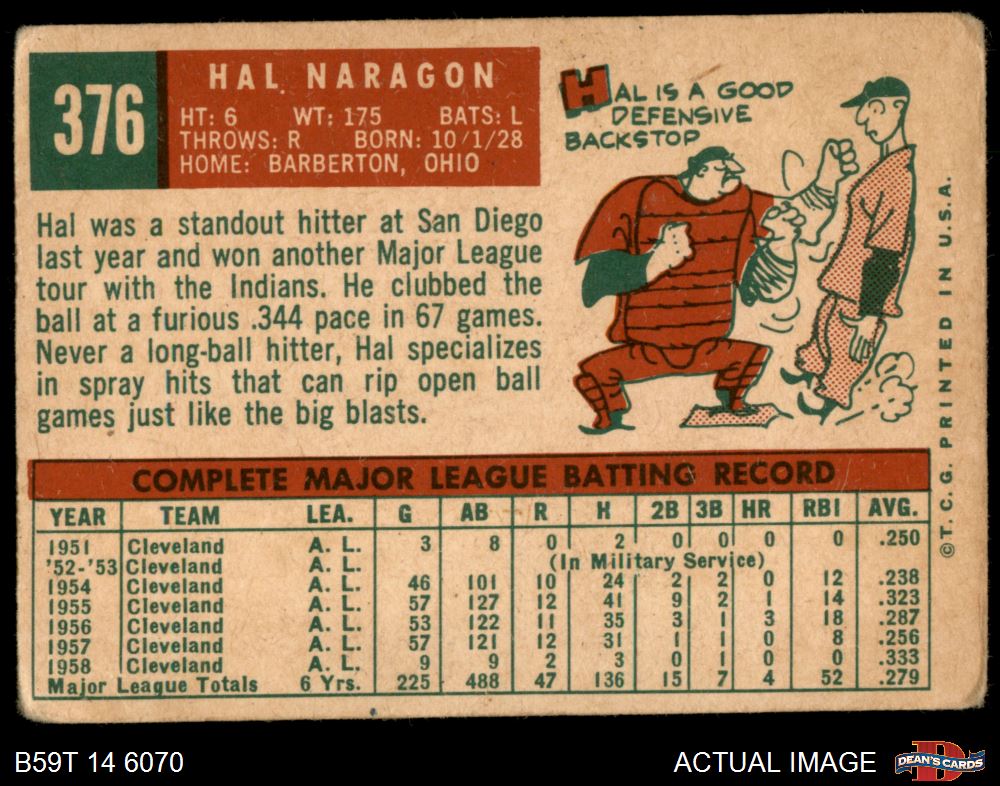 376
HAL NARAGON
HT: 6 WT: 175 BATS: L
THROWS: R BORN: 10/1/28
HOME: BARBERTON, OHIO
HAL IS A GOOD
DEFENSIVE
BACKSTOP
Hal was a standout hitter at San Diego
last year and won another Major League
tour with the Indians. He clubbed the
ball at a furious .344 pace in 67 games.
Never a long-ball hitter, Hal specializes
in spray hits that can rip open ball
games just like the big blasts.
©T. C. G. PRINTED IN U.S.A.
COMPLETE MAJOR LEAGUE BATTING RECORD
YEAR TEAM LEA. G AB R H 2B 3B HR RBI AVG.
1951 Cleveland A. L. 3 8 0 2 0 0 0 0 .250
'52-'53 Cleveland A. L. (In Military Service)
1954 Cleveland A. L. 46 101 10 24 2 2 0 12 .238
1955 Cleveland A. L. 57 127 12 41 9 2 1 14 .323
1956 Cleveland A. L. 53 122 11 35 3 1 3 18 .287
1957 Cleveland A. L. 57 121 12 31 1 1 0 8 .256
1958 Cleveland A. L. 9 9 2 3 0 1 0 0 .333
Major League Totals 6 Yrs. 225 488 47 136 15 7 4 52 .279
B59T 14 6070
ACTUAL IMAGE
D
DEAN'S CARDS